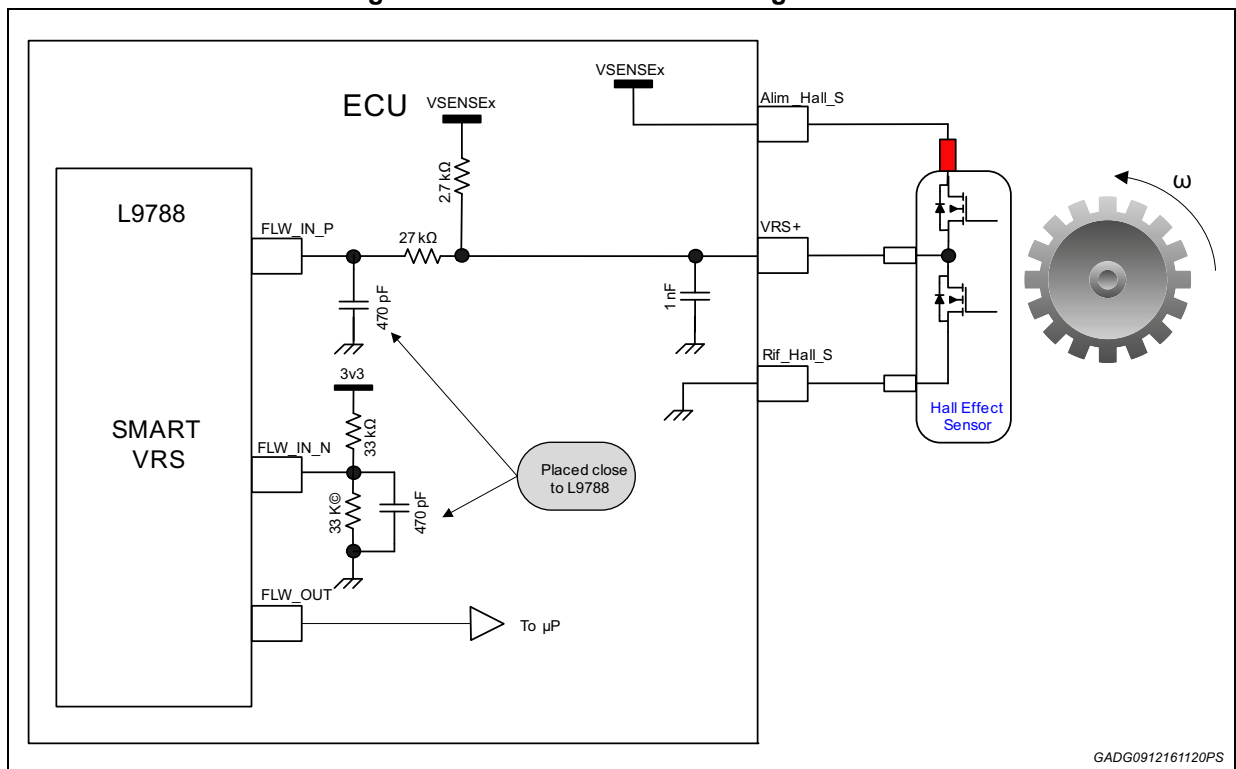 ECU
VSENSEx
VSENSEx
Alim_Hall_S
2.7 kΩ
L9788
FLW_IN_P
27 kΩ
VRS+
ω
470 pF
1 nF
Rif_Hall_S
3v3
33 kΩ
SMART
VRS
FLW_IN_N
33 K©
470 pF
Placed close
to L9788
Hall Effect
Sensor
FLW_OUT
To µP
GADG0912161120PS